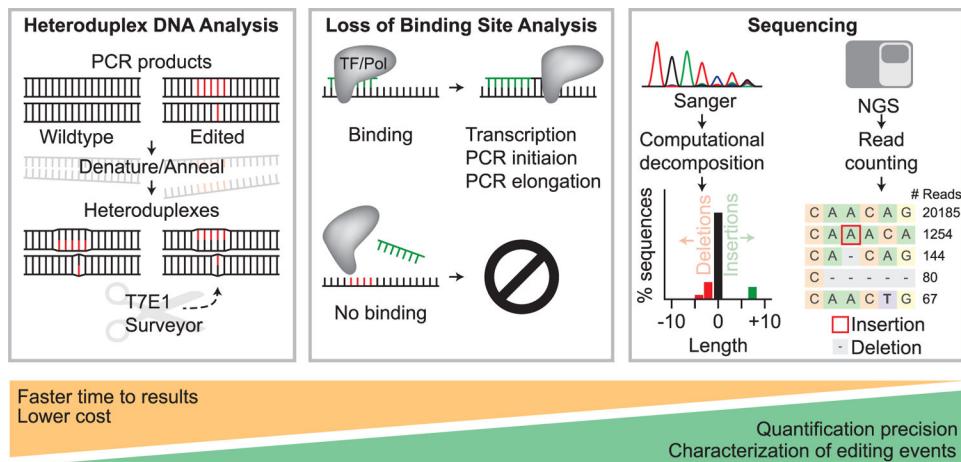 Heteroduplex DNA Analysis
PCR products
Wildtype
Edited
Denature/Anneal
Heteroduplexes
T7E1
Surveyor
Loss of Binding Site Analysis
TF/Pol
Binding
Transcription
PCR initiaion
PCR elongation
No binding
Sequencing
Sanger
Computational
decomposition
% sequences
Deletions
Insertions
-10 0 +10
Length
NGS
Read
counting
# Reads
C A A C A G 20185
C A A A C A 1254
C A - C A G 144
C - - - - - 80
C A A C T G 67
Insertion
- Deletion
Faster time to results
Lower cost
Quantification precision
Characterization of editing events